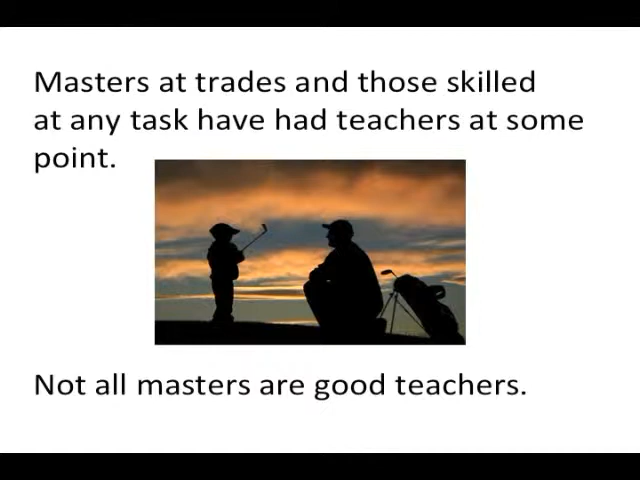 Masters at trades and those skilled
at any task have had teachers at some
point.
Not all masters are good teachers.